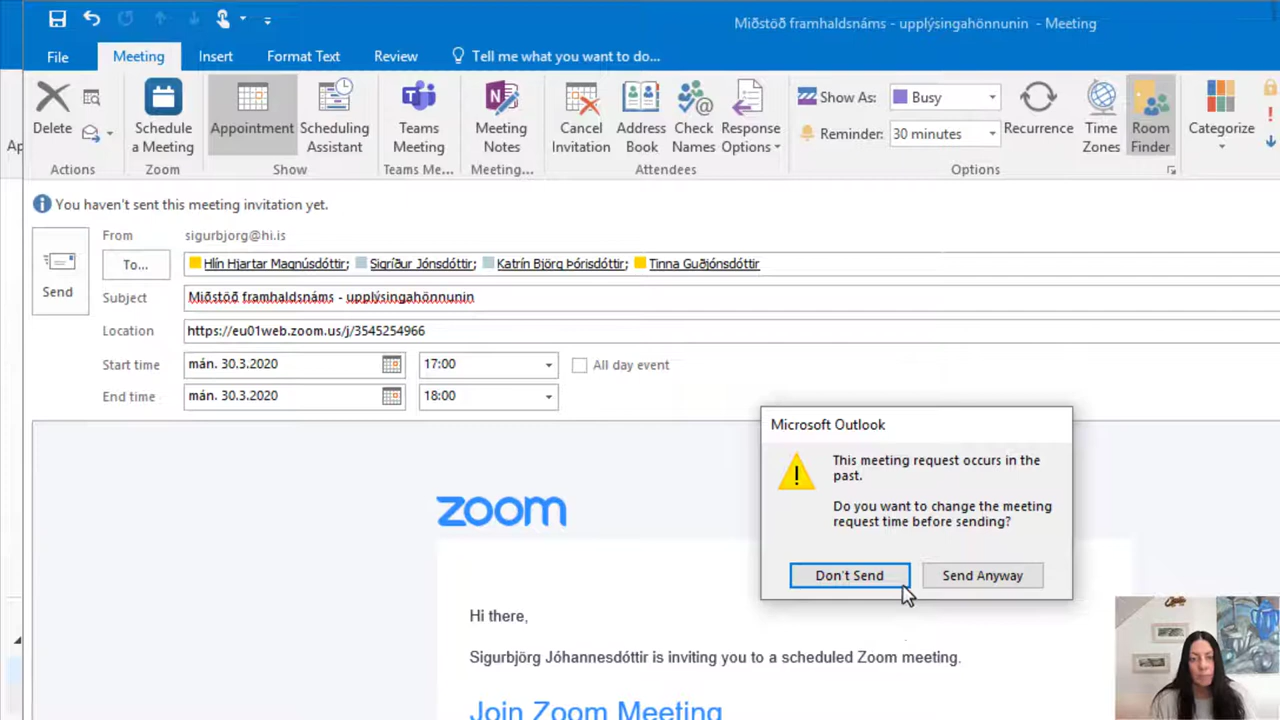 Miðstöð framhaldsnáms - upplýsingahönnunin - Meeting
File Meeting Insert Format Text Review Tell me what you want to do...
Delete
Actions
Schedule
a Meeting
Zoom
Appointment
Scheduling
Assistant
Show
Teams
Meeting
Teams Me...
Meeting
Notes
Meeting...
Cancel
Invitation
Address
Book
Check
Names
Response
Options
Attendees
Show As: Busy
Reminder: 30 minutes
Recurrence
Time
Zones
Room
Finder
Options
Categorize
Ap
You haven't sent this meeting invitation yet.
Send
From sigurbjorg@hi.is
To... Hlín Hjartar Magnúsdóttir; Sigríður Jónsdóttir; Katrín Björg Þórisdóttir; Tinna Guðjónsdóttir
Subject Miðstöð framhaldsnáms - upplýsingahönnunin
Location https://eu01web.zoom.us/j/3545254966
Start time mán. 30.3.2020 17:00 All day event
End time mán. 30.3.2020 18:00
Microsoft Outlook
This meeting request occurs in the
past.
Do you want to change the meeting
request time before sending?
Don't Send Send Anyway
zoom
Hi there,
Sigurbjörg Jóhannesdóttir is inviting you to a scheduled Zoom meeting.
Join Zoom Meeting